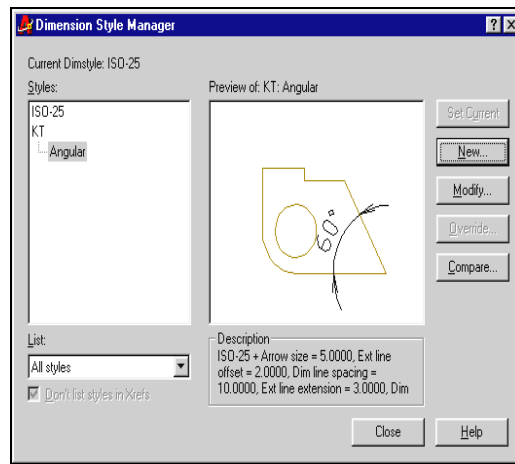 Dimension Style Manager
Current Dimstyle: ISO-25
Styles:
Preview of: KT: Angular
ISO-25
KT
Angular
60°
Set Current
New...
Modify...
Override...
Compare...
List:
All styles
Don't list styles in Xrefs
Description
ISO-25 + Arrow size = 5.0000, Ext line
offset = 2.0000, Dim line spacing =
10.0000, Ext line extension = 3.0000, Dim
Close
Help